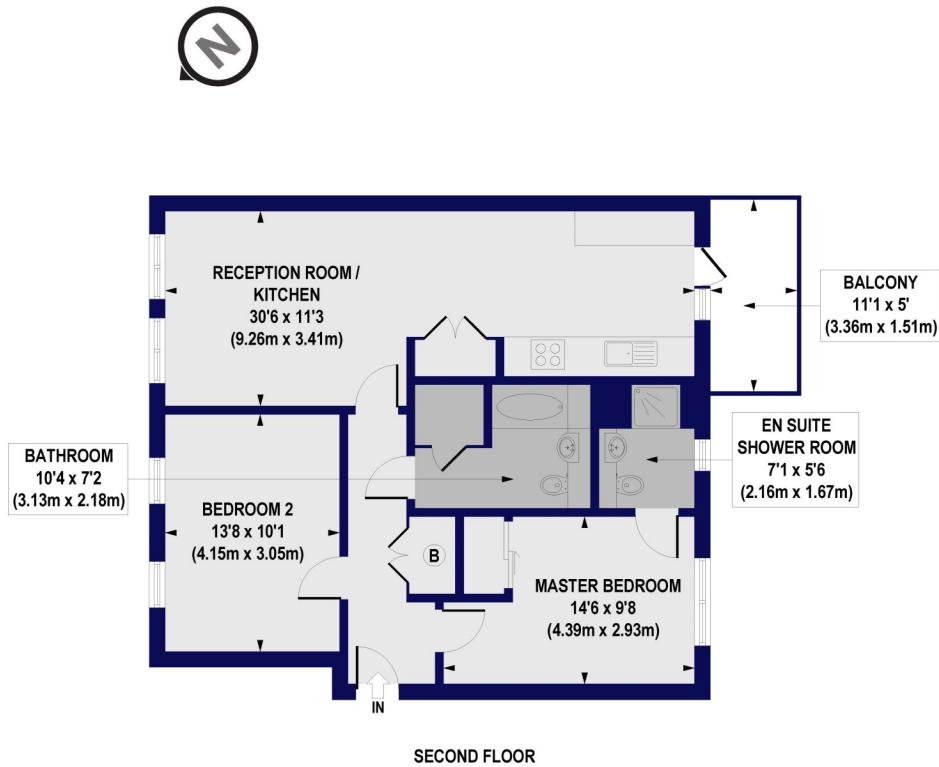 N
RECEPTION ROOM /
KITCHEN
30'6 x 11'3
(9.26m x 3.41m)
BALCONY
11'1 x 5'
(3.36m x 1.51m)
BATHROOM
10'4 x 7'2
(3.13m x 2.18m)
EN SUITE
SHOWER ROOM
7'1 x 5'6
(2.16m x 1.67m)
BEDROOM 2
13'8 x 10'1
(4.15m x 3.05m)
B
MASTER BEDROOM
14'6 x 9'8
(4.39m x 2.93m)
IN
SECOND FLOOR